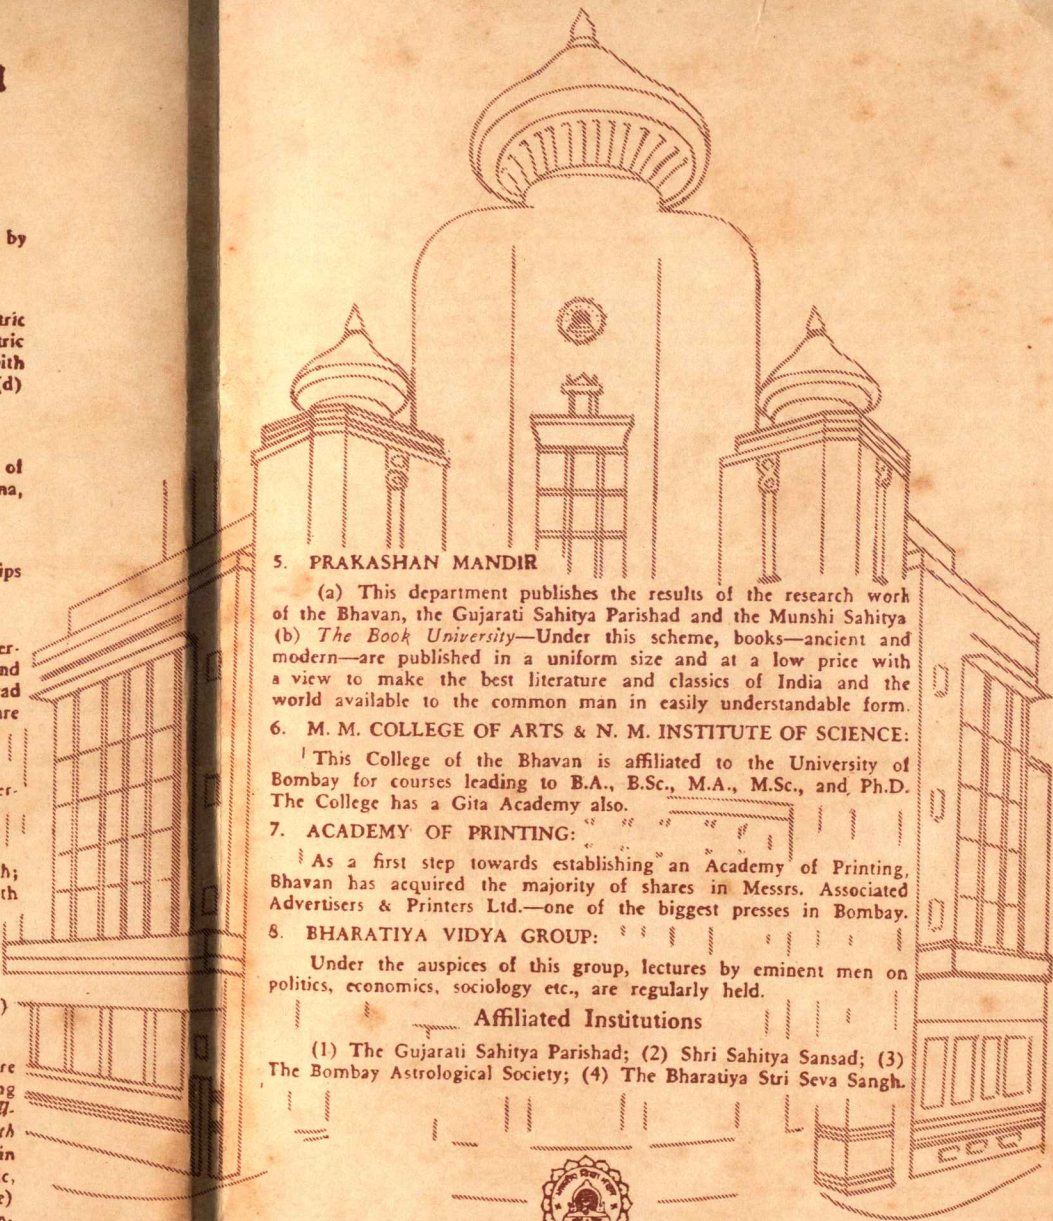 by
of
5. PRAKASHAN MANDIR
(a) This department publishes the results of the research work
of the Bhavan, the Gujarati Sahitya Parishad and the Munshi Sahitya
(b) The Book University—Under this scheme, books—ancient and
modern—are published in a uniform size and at a low price with
a view to make the best literature and classics of India and the
world available to the common man in easily understandable form.
6. M. M. COLLEGE OF ARTS & N. M. INSTITUTE OF SCIENCE:
This College of the Bhavan is affiliated to the University of
Bombay for courses leading to B.A., B.Sc., M.A., M.Sc., and Ph.D.
The College has a Gita Academy also.
7. ACADEMY OF PRINTING:
As a first step towards establishing an Academy of Printing,
Bhavan has acquired the majority of shares in Messrs. Associated
Advertisers & Printers Ltd.—one of the biggest presses in Bombay.
8. BHARATIYA VIDYA GROUP:
Under the auspices of this group, lectures by eminent men on
politics, economics, sociology etc., are regularly held.
Affiliated Institutions
(1) The Gujarati Sahitya Parishad; (2) Shri Sahitya Sansad; (3)
The Bombay Astrological Society; (4) The Bharatiya Stri Seva Sangh.